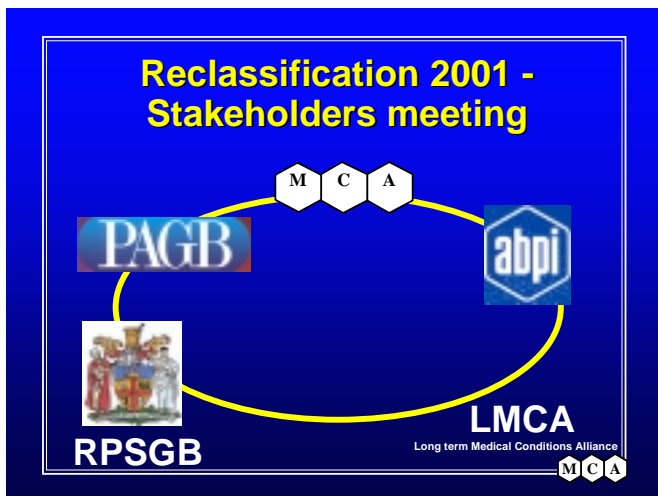 Reclassification 2001 -
Stakeholders meeting
M C A
PAGB
abpi
RPSGB
LMCA
Long term Medical Conditions Alliance
M C A